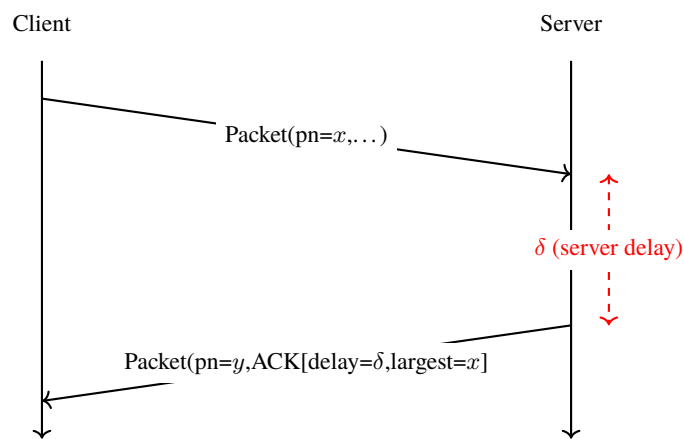 Client
Server
Packet(pn=x,...)
δ (server delay)
Packet(pn=y,ACK[delay=δ,largest=x]